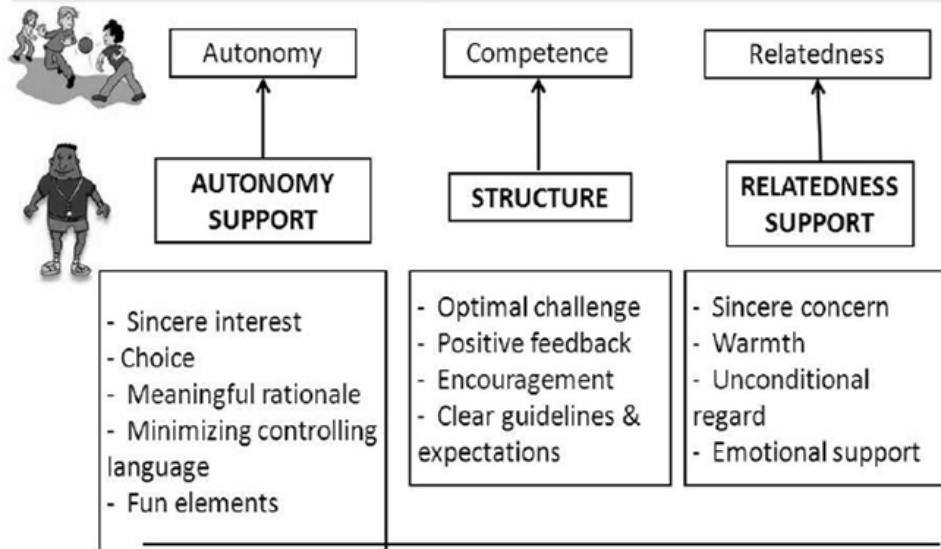 Autonomy
Competence
Relatedness
AUTONOMY
SUPPORT
STRUCTURE
RELATEDNESS
SUPPORT
- Sincere interest
- Choice
- Meaningful rationale
- Minimizing controlling
language
- Fun elements
- Optimal challenge
- Positive feedback
- Encouragement
- Clear guidelines &
expectations
- Sincere concern
- Warmth
- Unconditional
regard
- Emotional support